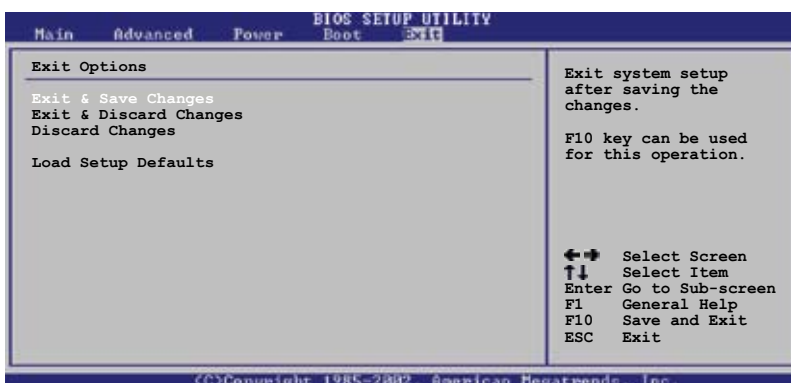 BIOS SETUP UTILITY
Main Advanced Power Boot Exit
Exit Options
Exit & Save Changes
Exit & Discard Changes
Discard Changes
Load Setup Defaults
Exit system setup
after saving the
changes.
F10 key can be used
for this operation.
←→ Select Screen
↑↓ Select Item
Enter Go to Sub-screen
F1 General Help
F10 Save and Exit
ESC Exit
(C)Copyright 1985-2002, American Megatrends, Inc.